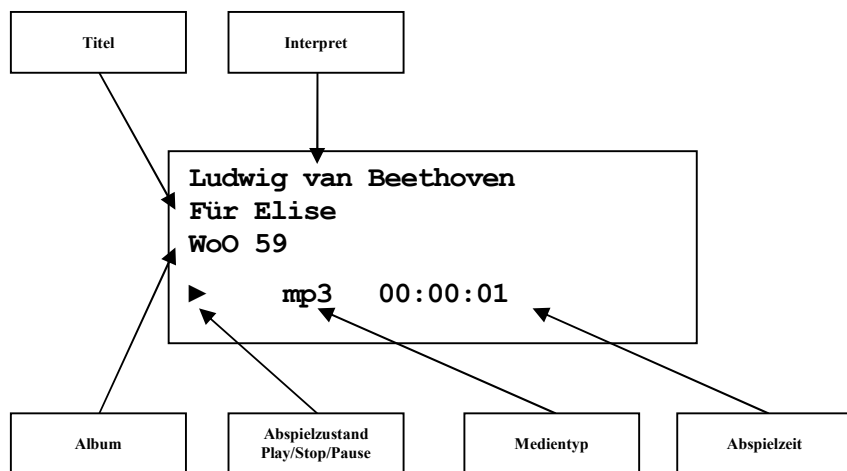 Titel
Interpret
Ludwig van Beethoven
Für Elise
WoO 59
► mp3 00:00:01
Album
Abspielzustand
Play/Stop/Pause
Medientyp
Abspielzeit